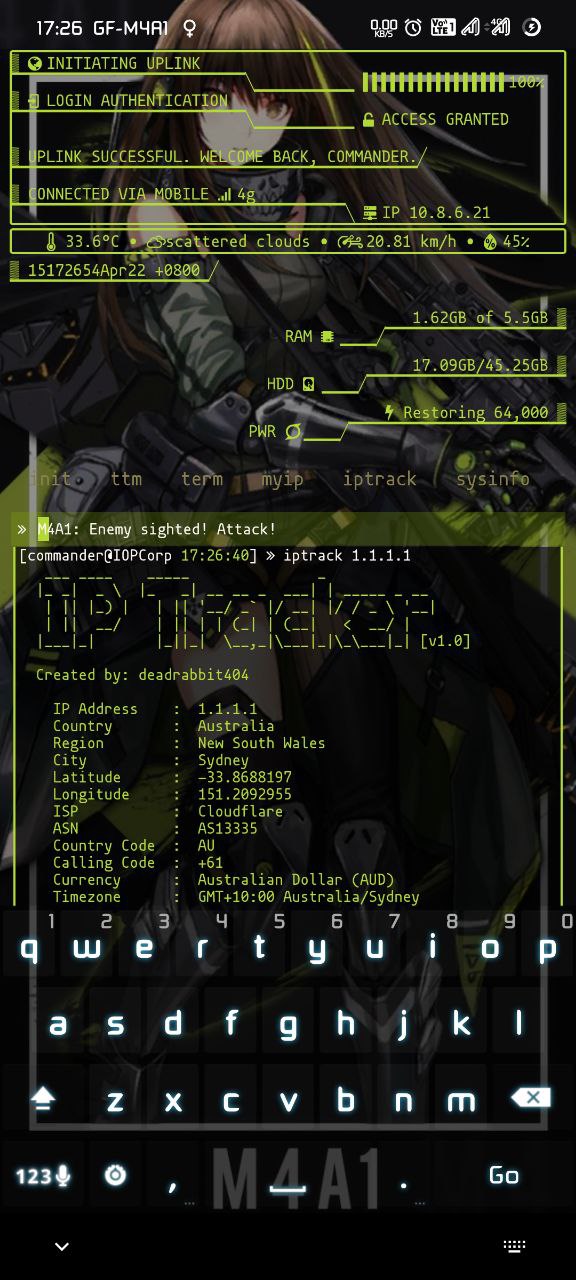 17:26 GF-M4A1 ♀ 0.00 KB/S Vo LTE 1 4G
INITIATING UPLINK
100%
LOGIN AUTHENTICATION
ACCESS GRANTED
UPLINK SUCCESSFUL. WELCOME BACK, COMMANDER.
CONNECTED VIA MOBILE 4g
IP 10.8.6.21
33.6°C • scattered clouds • 20.81 km/h • 45%
15172654Apr22 +0800
1.62GB of 5.5GB
RAM
17.09GB/45.25GB
HDD
Restoring 64,000
PWR
init ttm term myip iptrack sysinfo
» M4A1: Enemy sighted! Attack!
[commander@IOPCorp 17:26:40] » iptrack 1.1.1.1
IP Tracker [v1.0]
Created by: deadrabbit404
IP Address : 1.1.1.1
Country : Australia
Region : New South Wales
City : Sydney
Latitude : -33.8688197
Longitude : 151.2092955
ISP : Cloudflare
ASN : AS13335
Country Code : AU
Calling Code : +61
Currency : Australian Dollar (AUD)
Timezone : GMT+10:00 Australia/Sydney
1 2 3 4 5 6 7 8 9 0
q w e r t y u i o p
a s d f g h j k l
z x c v b n m
123 , M4A1 . Go